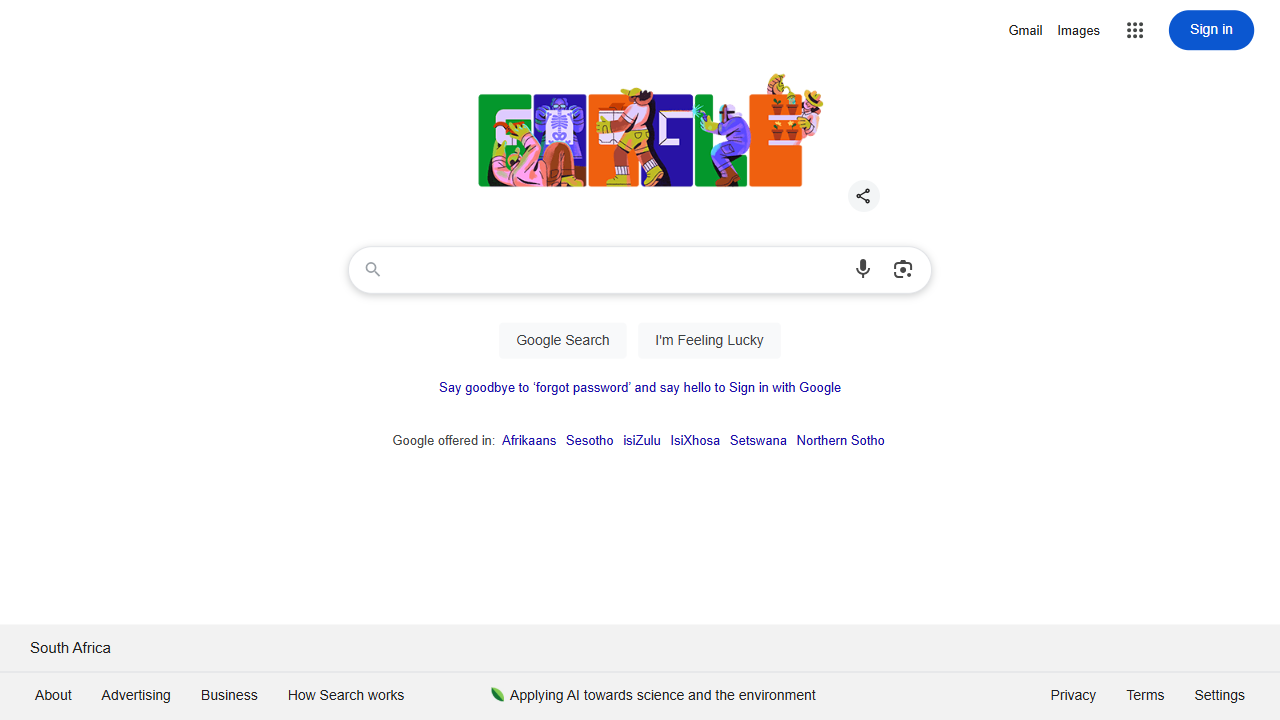 Gmail Images Sign in
GOOGLE
Google Search I'm Feeling Lucky
Say goodbye to ‘forgot password’ and say hello to Sign in with Google
Google offered in: Afrikaans Sesotho isiZulu IsiXhosa Setswana Northern Sotho
South Africa
About Advertising Business How Search works Applying AI towards science and the environment Privacy Terms Settings